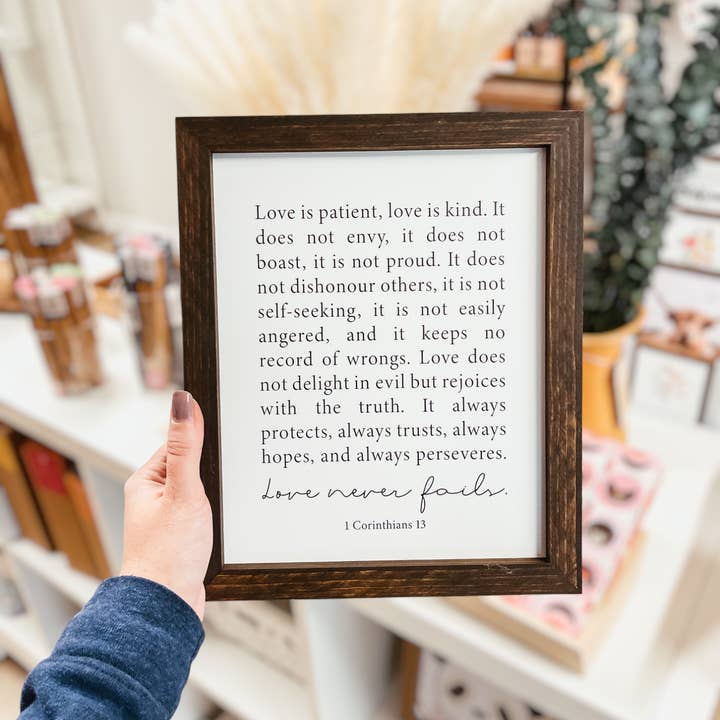 Love is patient, love is kind. It
does not envy, it does not
boast, it is not proud. It does
not dishonour others, it is not
self-seeking, it is not easily
angered, and it keeps no
record of wrongs. Love does
not delight in evil but rejoices
with the truth. It always
protects, always trusts, always
hopes, and always perseveres.
Love never fails.
1 Corinthians 13